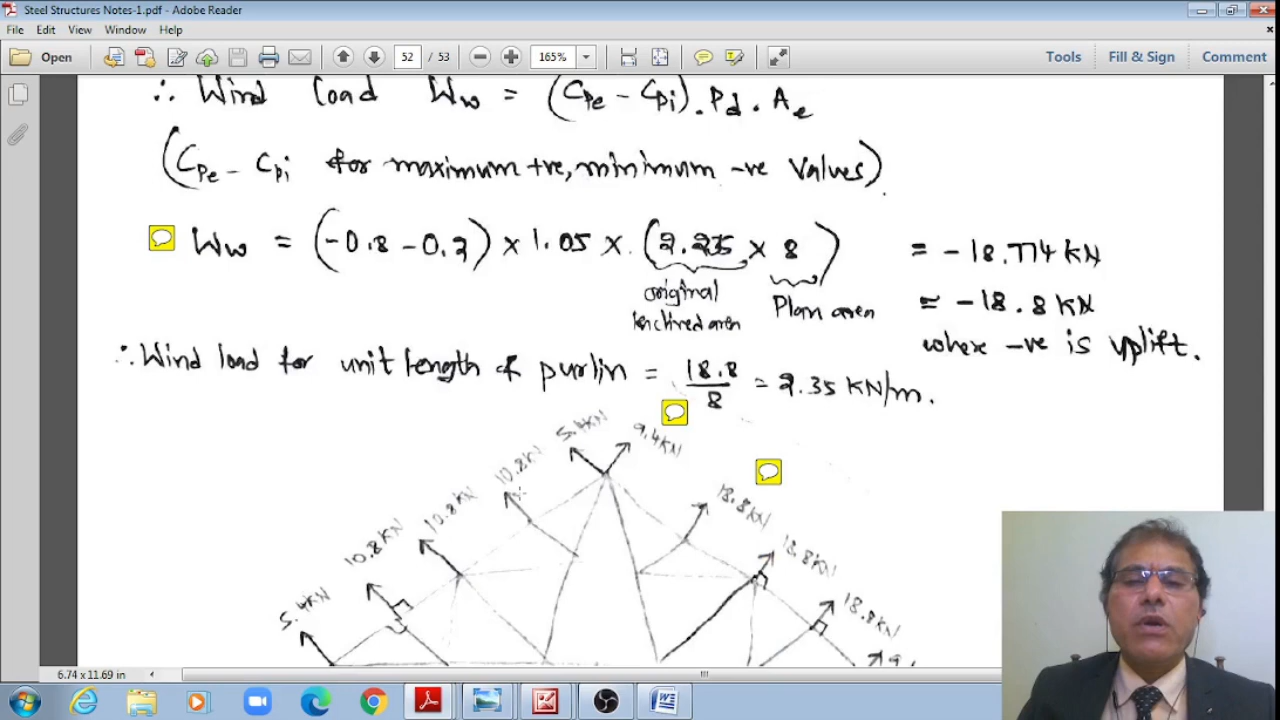 Steel Structures Notes-1.pdf - Adobe Reader
File Edit View Window Help
Open 52 / 53 165% Tools Fill & Sign Comment
∴ Wind Load Ww = (Cpe - Cpi). Pd. Ae
(Cpe - Cpi for maximum +ve, minimum -ve values).
Ww = (-0.8 - 0.2) × 1.05 × (2.235 × 8) = -18.774 KN
original inclined area
Plan area
= -18.8 KN
where -ve is uplift.
∴ Wind load for unit length of purlin = 18.8 / 8 = 2.35 KN/m.
5.4KN 9.4KN
10.8KN 18.8KN
10.8KN 18.8KN
10.8KN 18.8KN
5.4KN
6.74 x 11.69 in